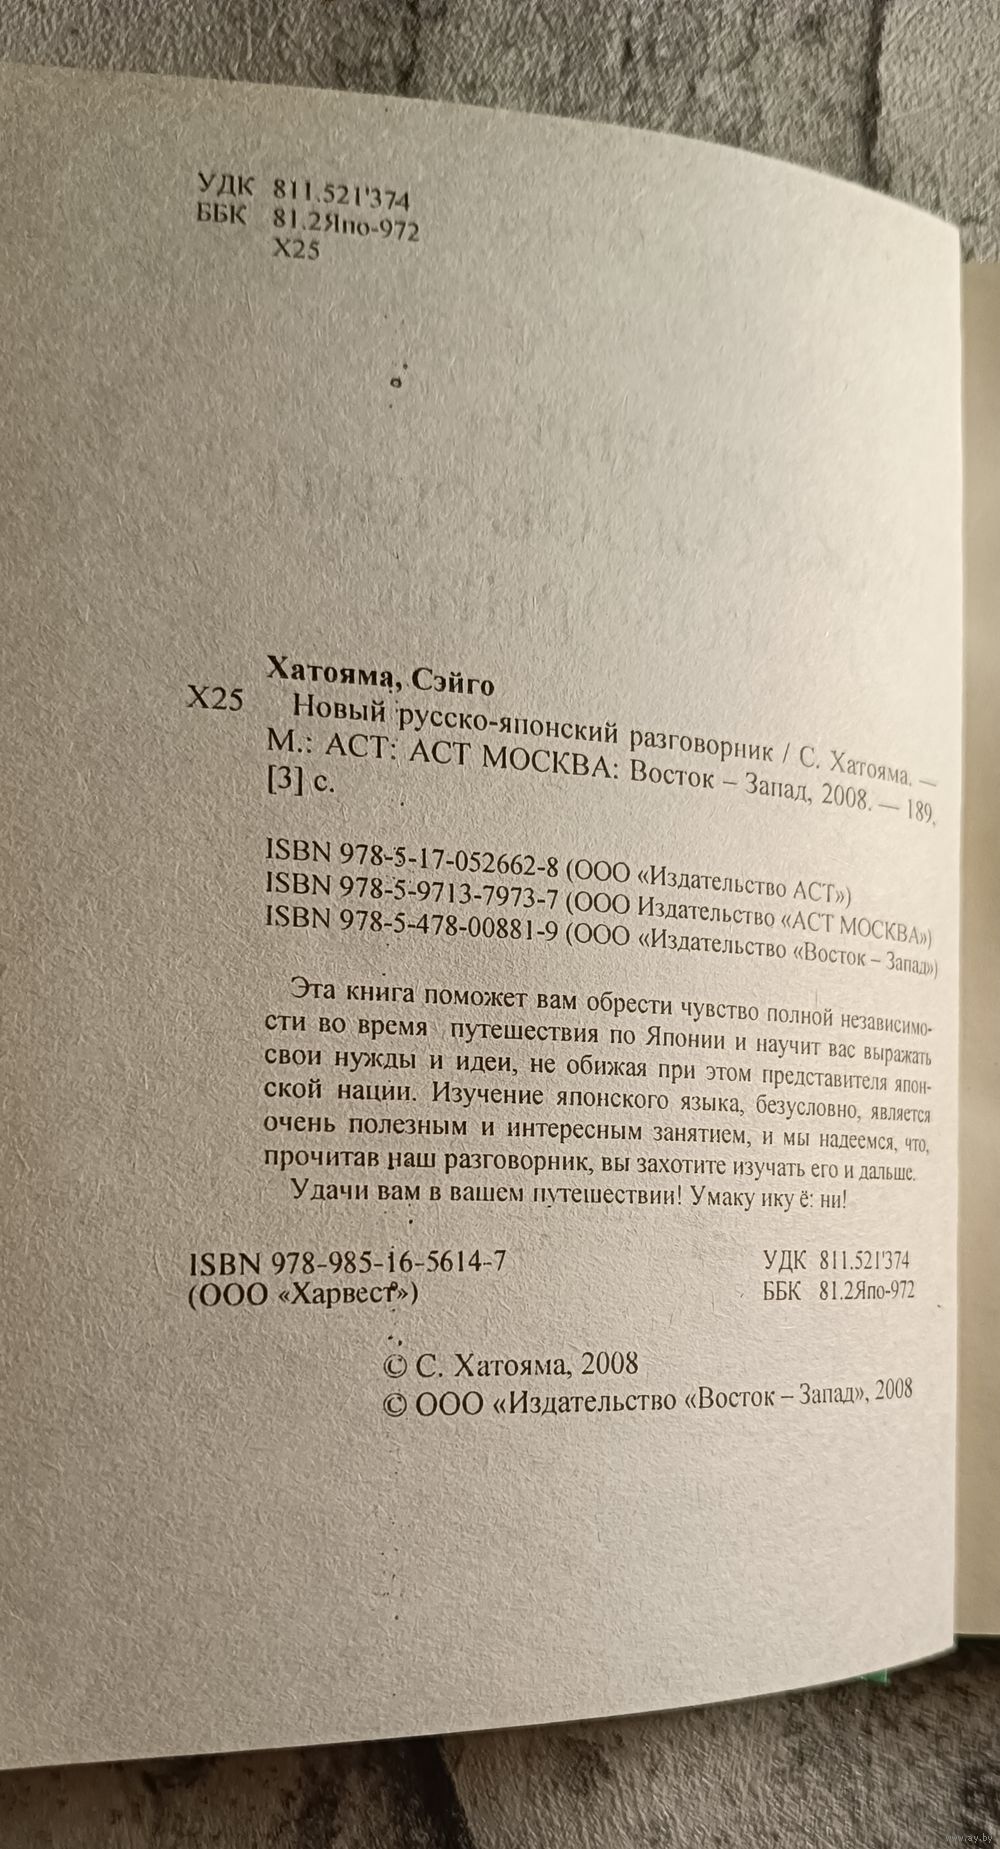 УДК 811.521'374
ББК 81.2Япо-972
Х25
Хатояма, Сэйго
Х25 Новый русско-японский разговорник / С. Хатояма. —
М.: АСТ: АСТ МОСКВА: Восток – Запад, 2008. — 189,
[3] с.
ISBN 978-5-17-052662-8 (ООО «Издательство АСТ»)
ISBN 978-5-9713-7973-7 (ООО Издательство «АСТ МОСКВА»)
ISBN 978-5-478-00881-9 (ООО «Издательство «Восток – Запад»)
Эта книга поможет вам обрести чувство полной независимо-
сти во время путешествия по Японии и научит вас выражать
свои нужды и идеи, не обижая при этом представителя япон-
ской нации. Изучение японского языка, безусловно, является
очень полезным и интересным занятием, и мы надеемся, что,
прочитав наш разговорник, вы захотите изучать его и дальше.
Удачи вам в вашем путешествии! Умаку ику ё: ни!
ISBN 978-985-16-5614-7 УДК 811.521'374
(ООО «Харвест») ББК 81.2Япо-972
© С. Хатояма, 2008
© ООО «Издательство «Восток – Запад», 2008
www.ay.by